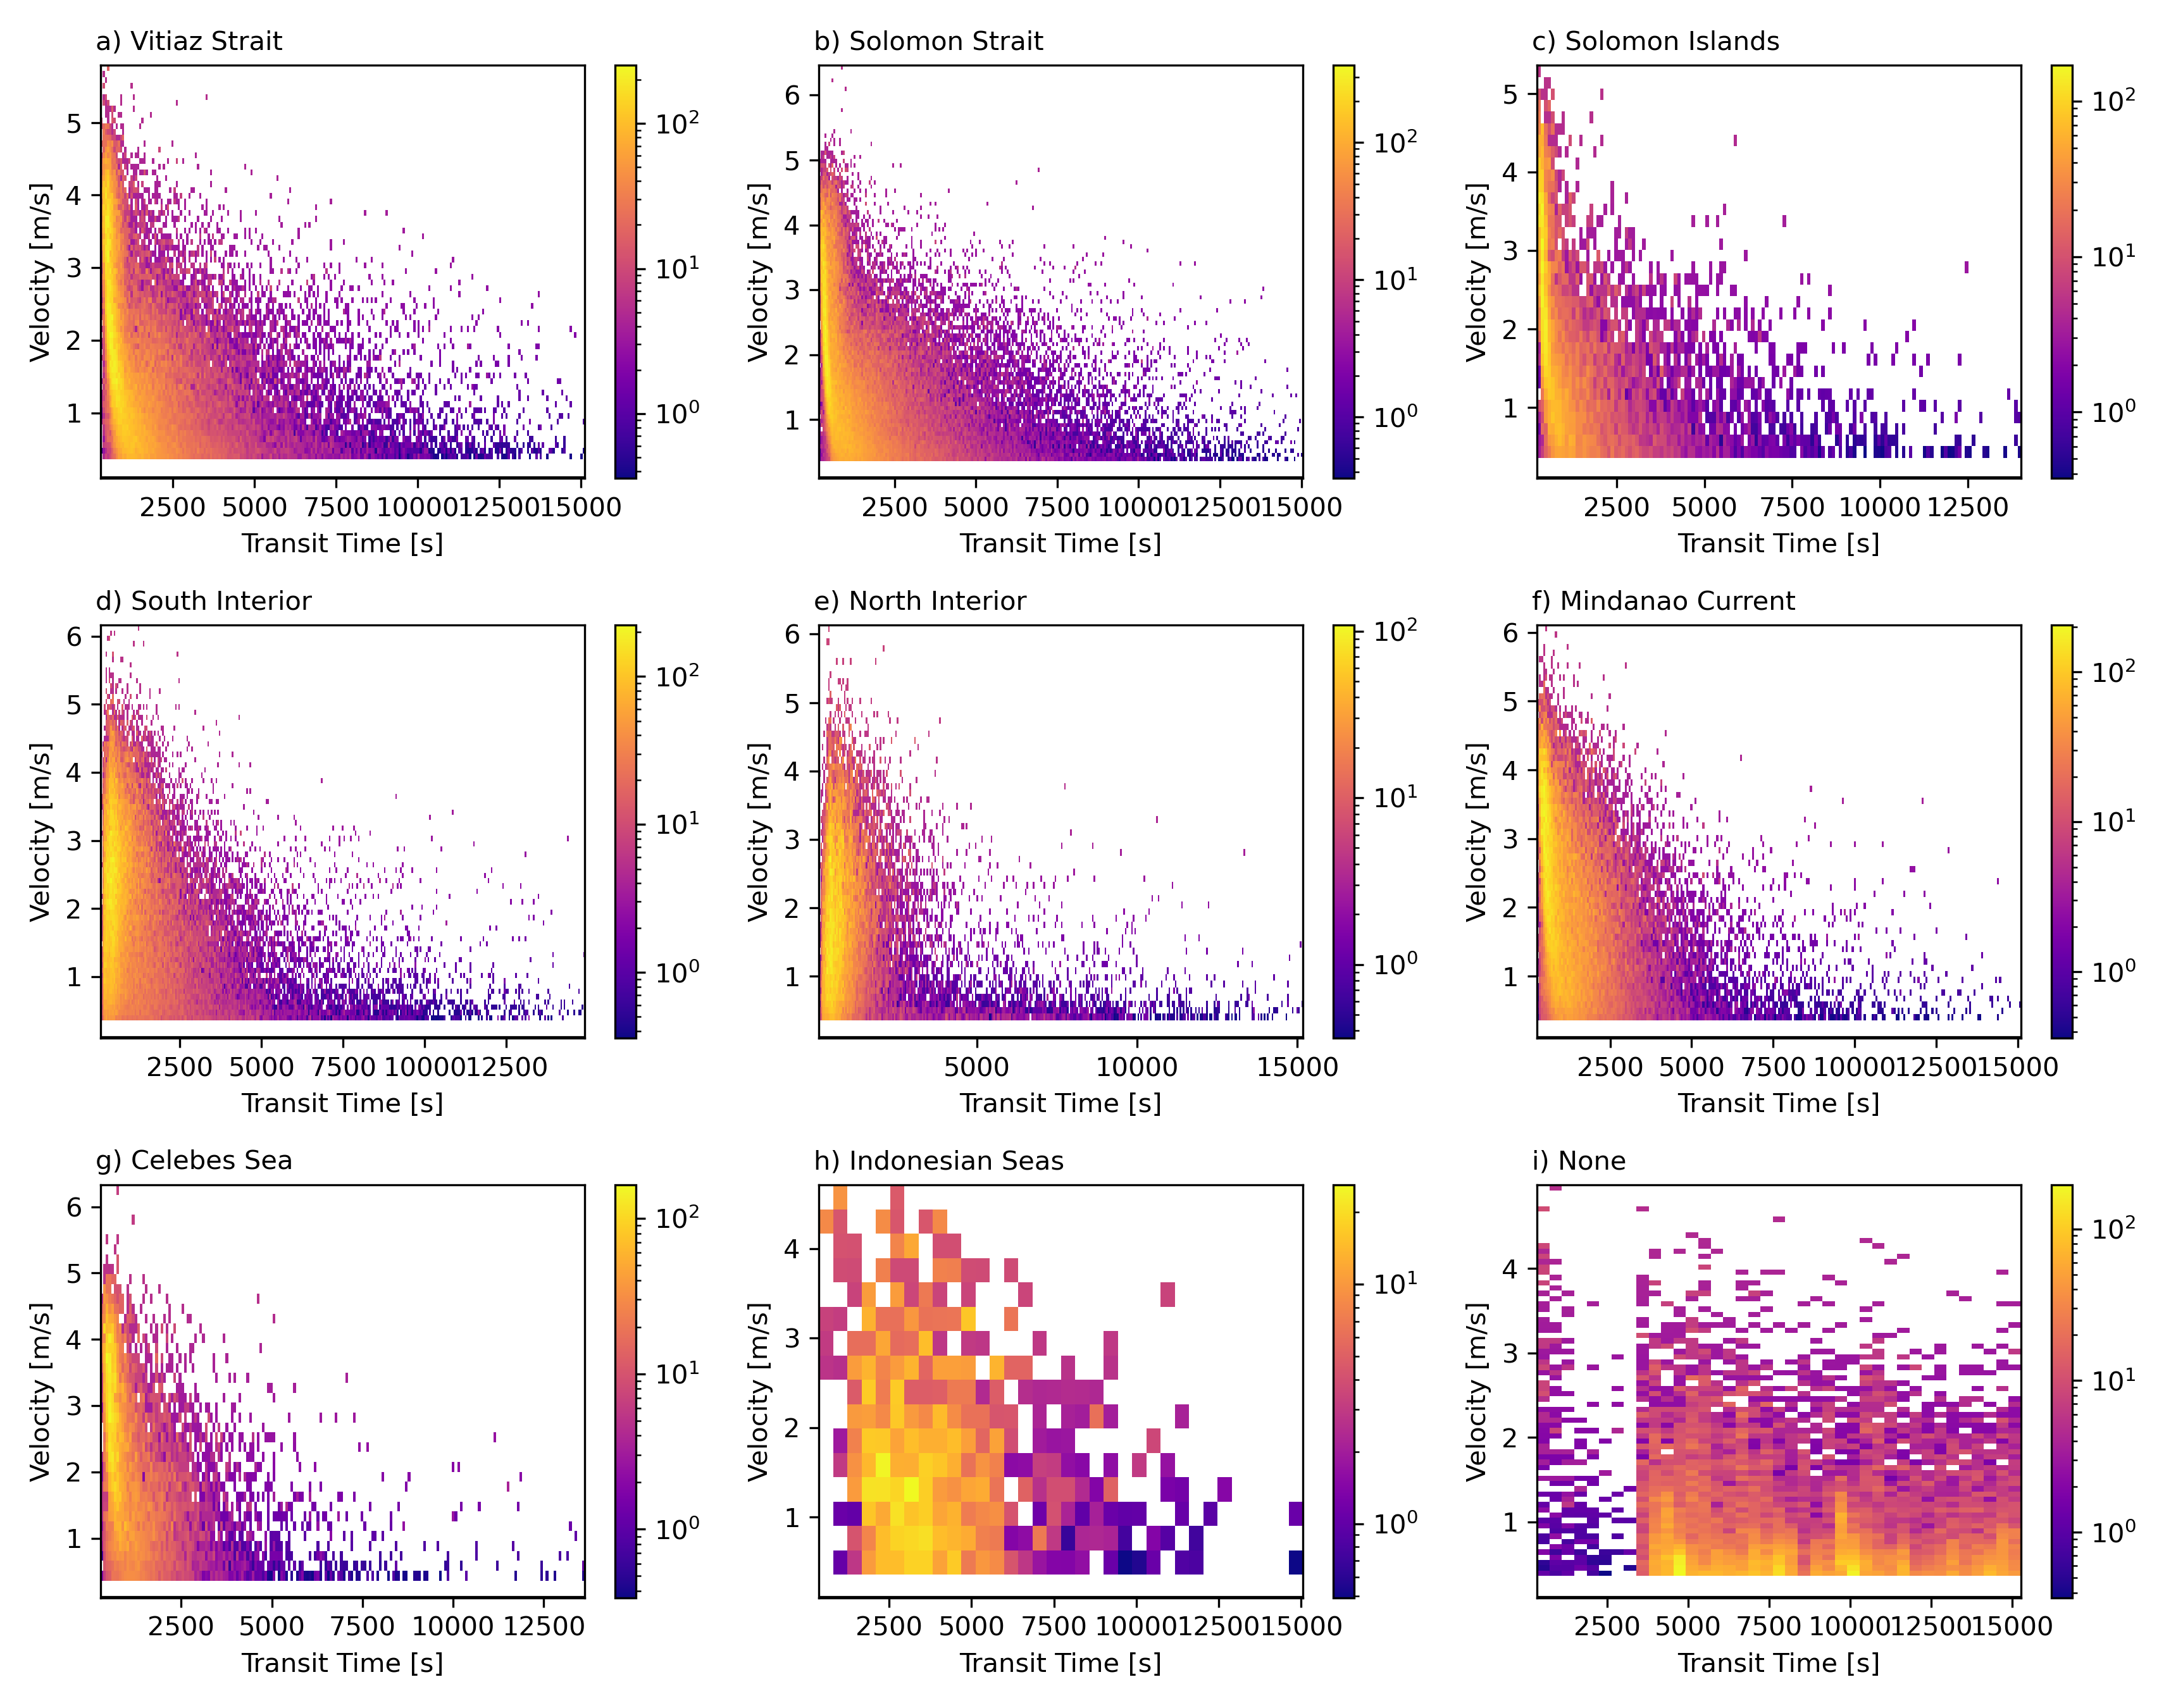 a) Vitiaz Strait
b) Solomon Strait
c) Solomon Islands
Velocity [m/s]
5
4
3
2
1
2500 5000 7500 10000 12500 15000
Transit Time [s]
10²
10¹
10⁰
Velocity [m/s]
6
5
4
3
2
1
2500 5000 7500 10000 12500 15000
Transit Time [s]
10²
10¹
10⁰
Velocity [m/s]
5
4
3
2
1
2500 5000 7500 10000 12500
Transit Time [s]
10²
10¹
10⁰
d) South Interior
e) North Interior
f) Mindanao Current
Velocity [m/s]
6
5
4
3
2
1
2500 5000 7500 10000 12500
Transit Time [s]
10²
10¹
10⁰
Velocity [m/s]
6
5
4
3
2
1
5000 10000 15000
Transit Time [s]
10²
10¹
10⁰
Velocity [m/s]
6
5
4
3
2
1
2500 5000 7500 10000 12500 15000
Transit Time [s]
10²
10¹
10⁰
g) Celebes Sea
h) Indonesian Seas
i) None
Velocity [m/s]
6
5
4
3
2
1
2500 5000 7500 10000 12500
Transit Time [s]
10²
10¹
10⁰
Velocity [m/s]
4
3
2
1
2500 5000 7500 10000 12500 15000
Transit Time [s]
10¹
10⁰
Velocity [m/s]
4
3
2
1
2500 5000 7500 10000 12500 15000
Transit Time [s]
10²
10¹
10⁰